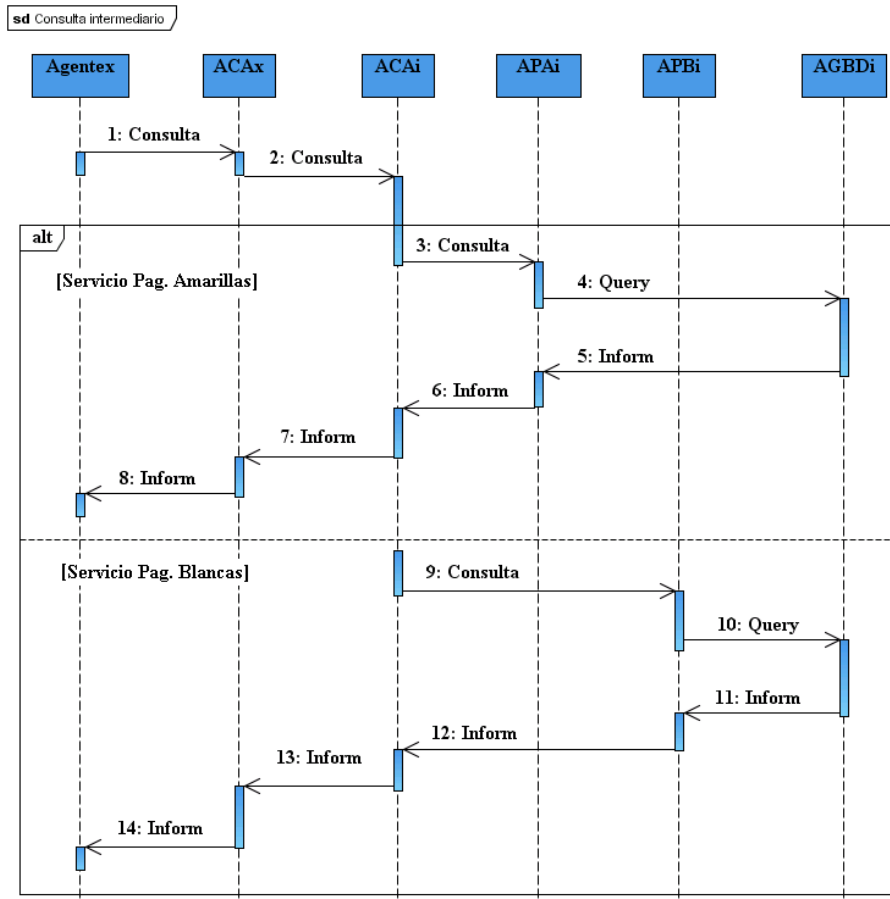 sd Consulta intermediario
Agentex ACAx ACAi APAi APBi AGBDi
1: Consulta
2: Consulta
alt
3: Consulta
[Servicio Pag. Amarillas]
4: Query
5: Inform
6: Inform
7: Inform
8: Inform
[Servicio Pag. Blancas]
9: Consulta
10: Query
11: Inform
12: Inform
13: Inform
14: Inform